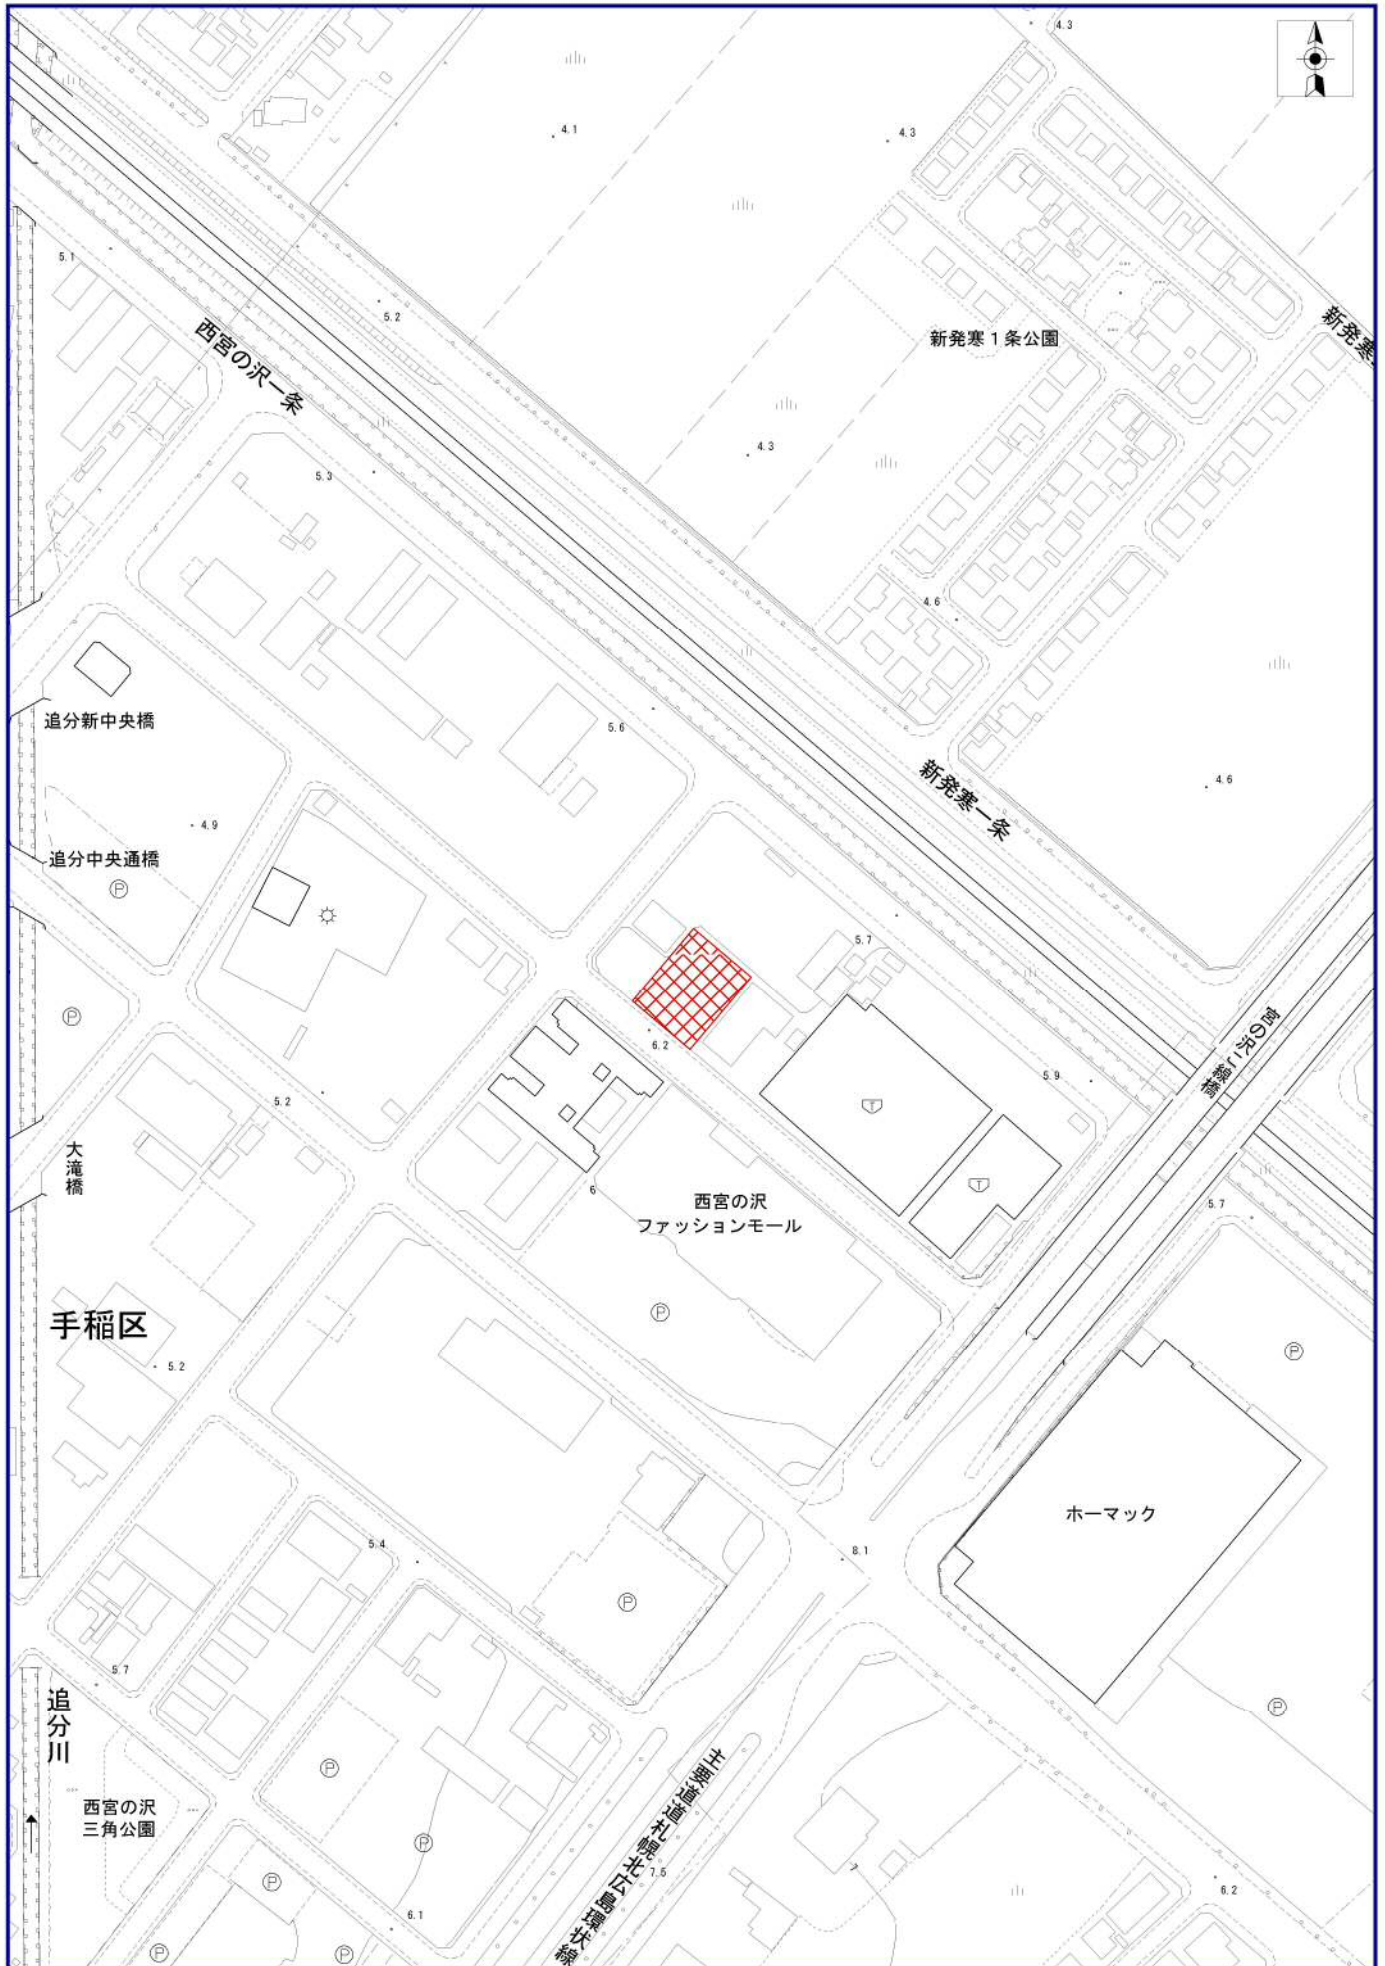 4.3
4.1
4.3
5.1
5.2
西宮の沢一条
新発寒1条公園
新発寒
4.3
5.3
4.6
追分新中央橋
5.6
新発寒一条
4.6
4.9
追分中央通橋
P
5.7
P
6.2
宮の沢こ線橋
5.9
T
5.2
大滝橋
T
6
西宮の沢
ファッションモール
5.7
P
手稲区
P
5.2
ホーマック
5.4
8.1
P
5.7
追分川
P
P
西宮の沢
三角公園
P
主要道道札幌北広島環状線
7.5
P
6.2
6.1
P
P